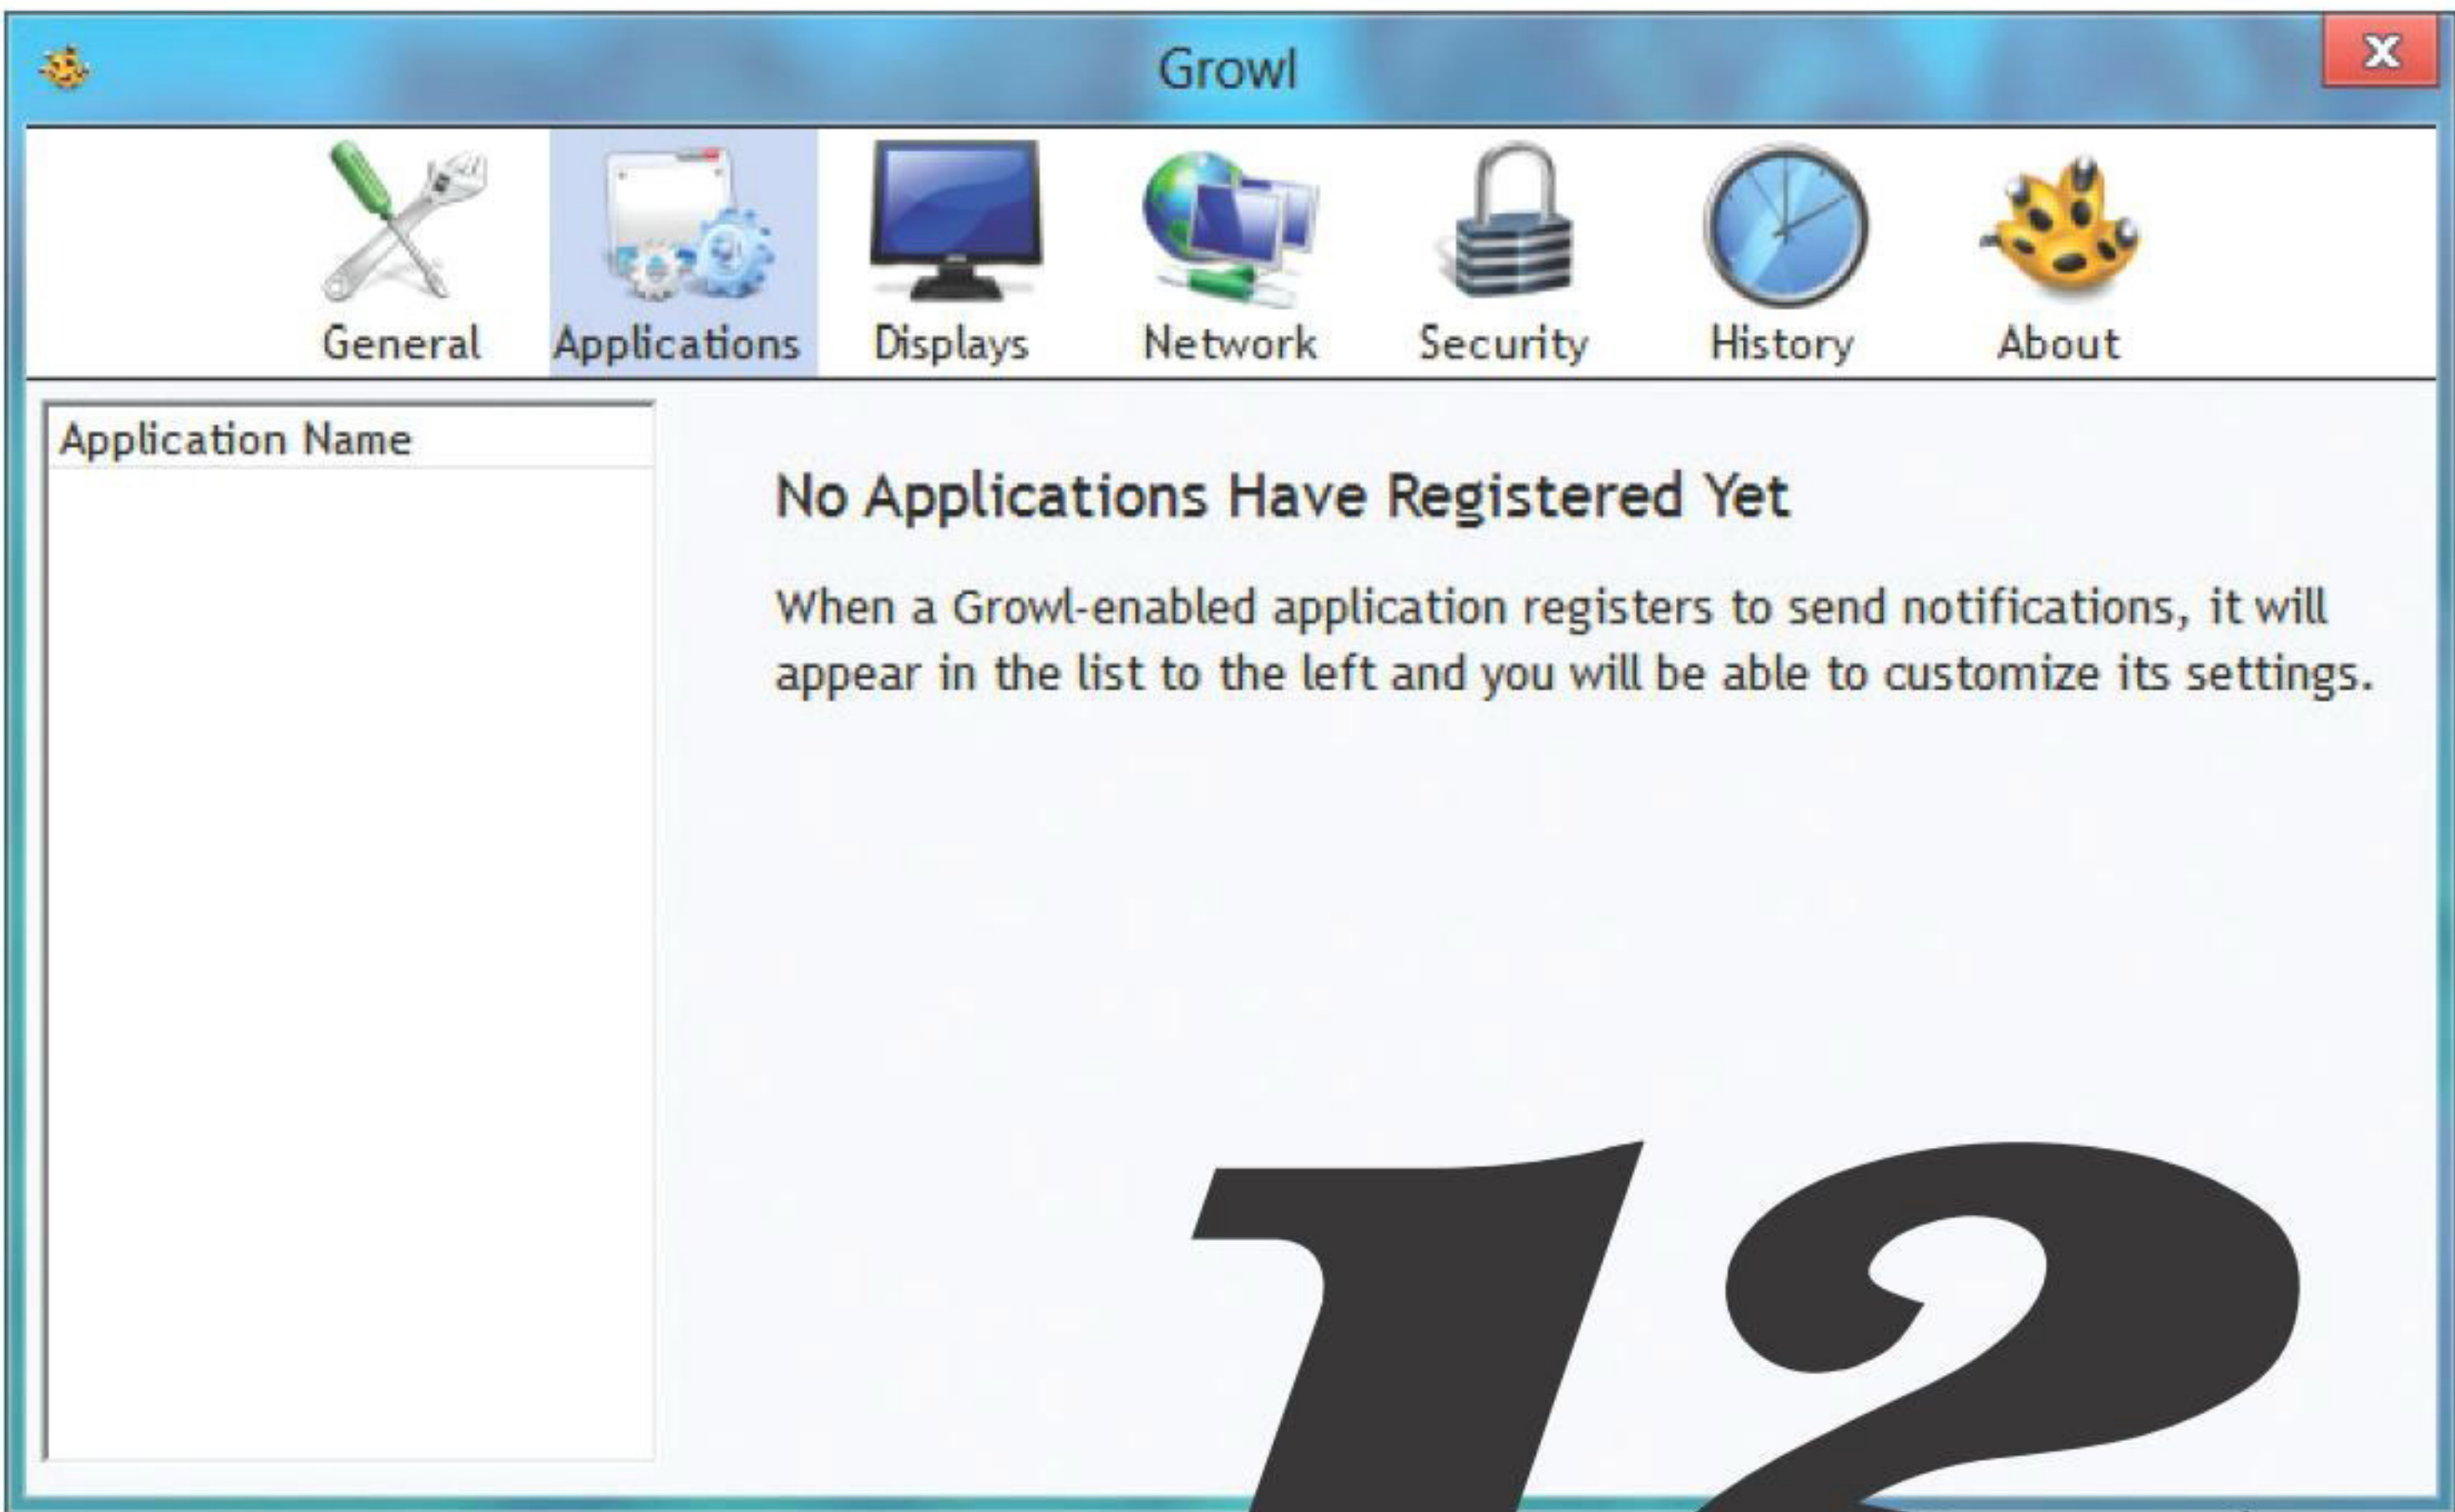 Growl
General Applications Displays Network Security History About
Application Name
No Applications Have Registered Yet
When a Growl-enabled application registers to send notifications, it will
appear in the list to the left and you will be able to customize its settings.
12